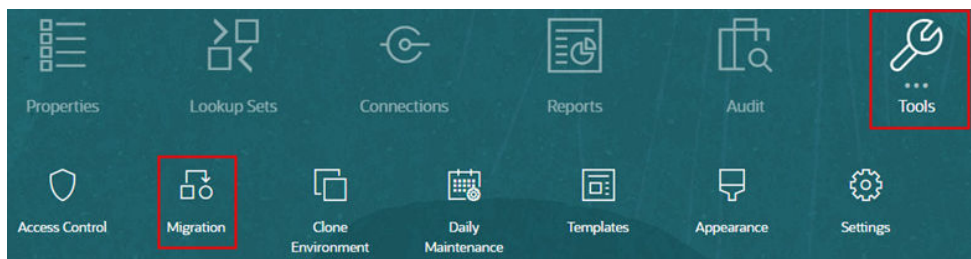 Properties
Lookup Sets
Connections
Reports
Audit
Tools
Access Control
Migration
Clone
Environment
Daily
Maintenance
Templates
Appearance
Settings